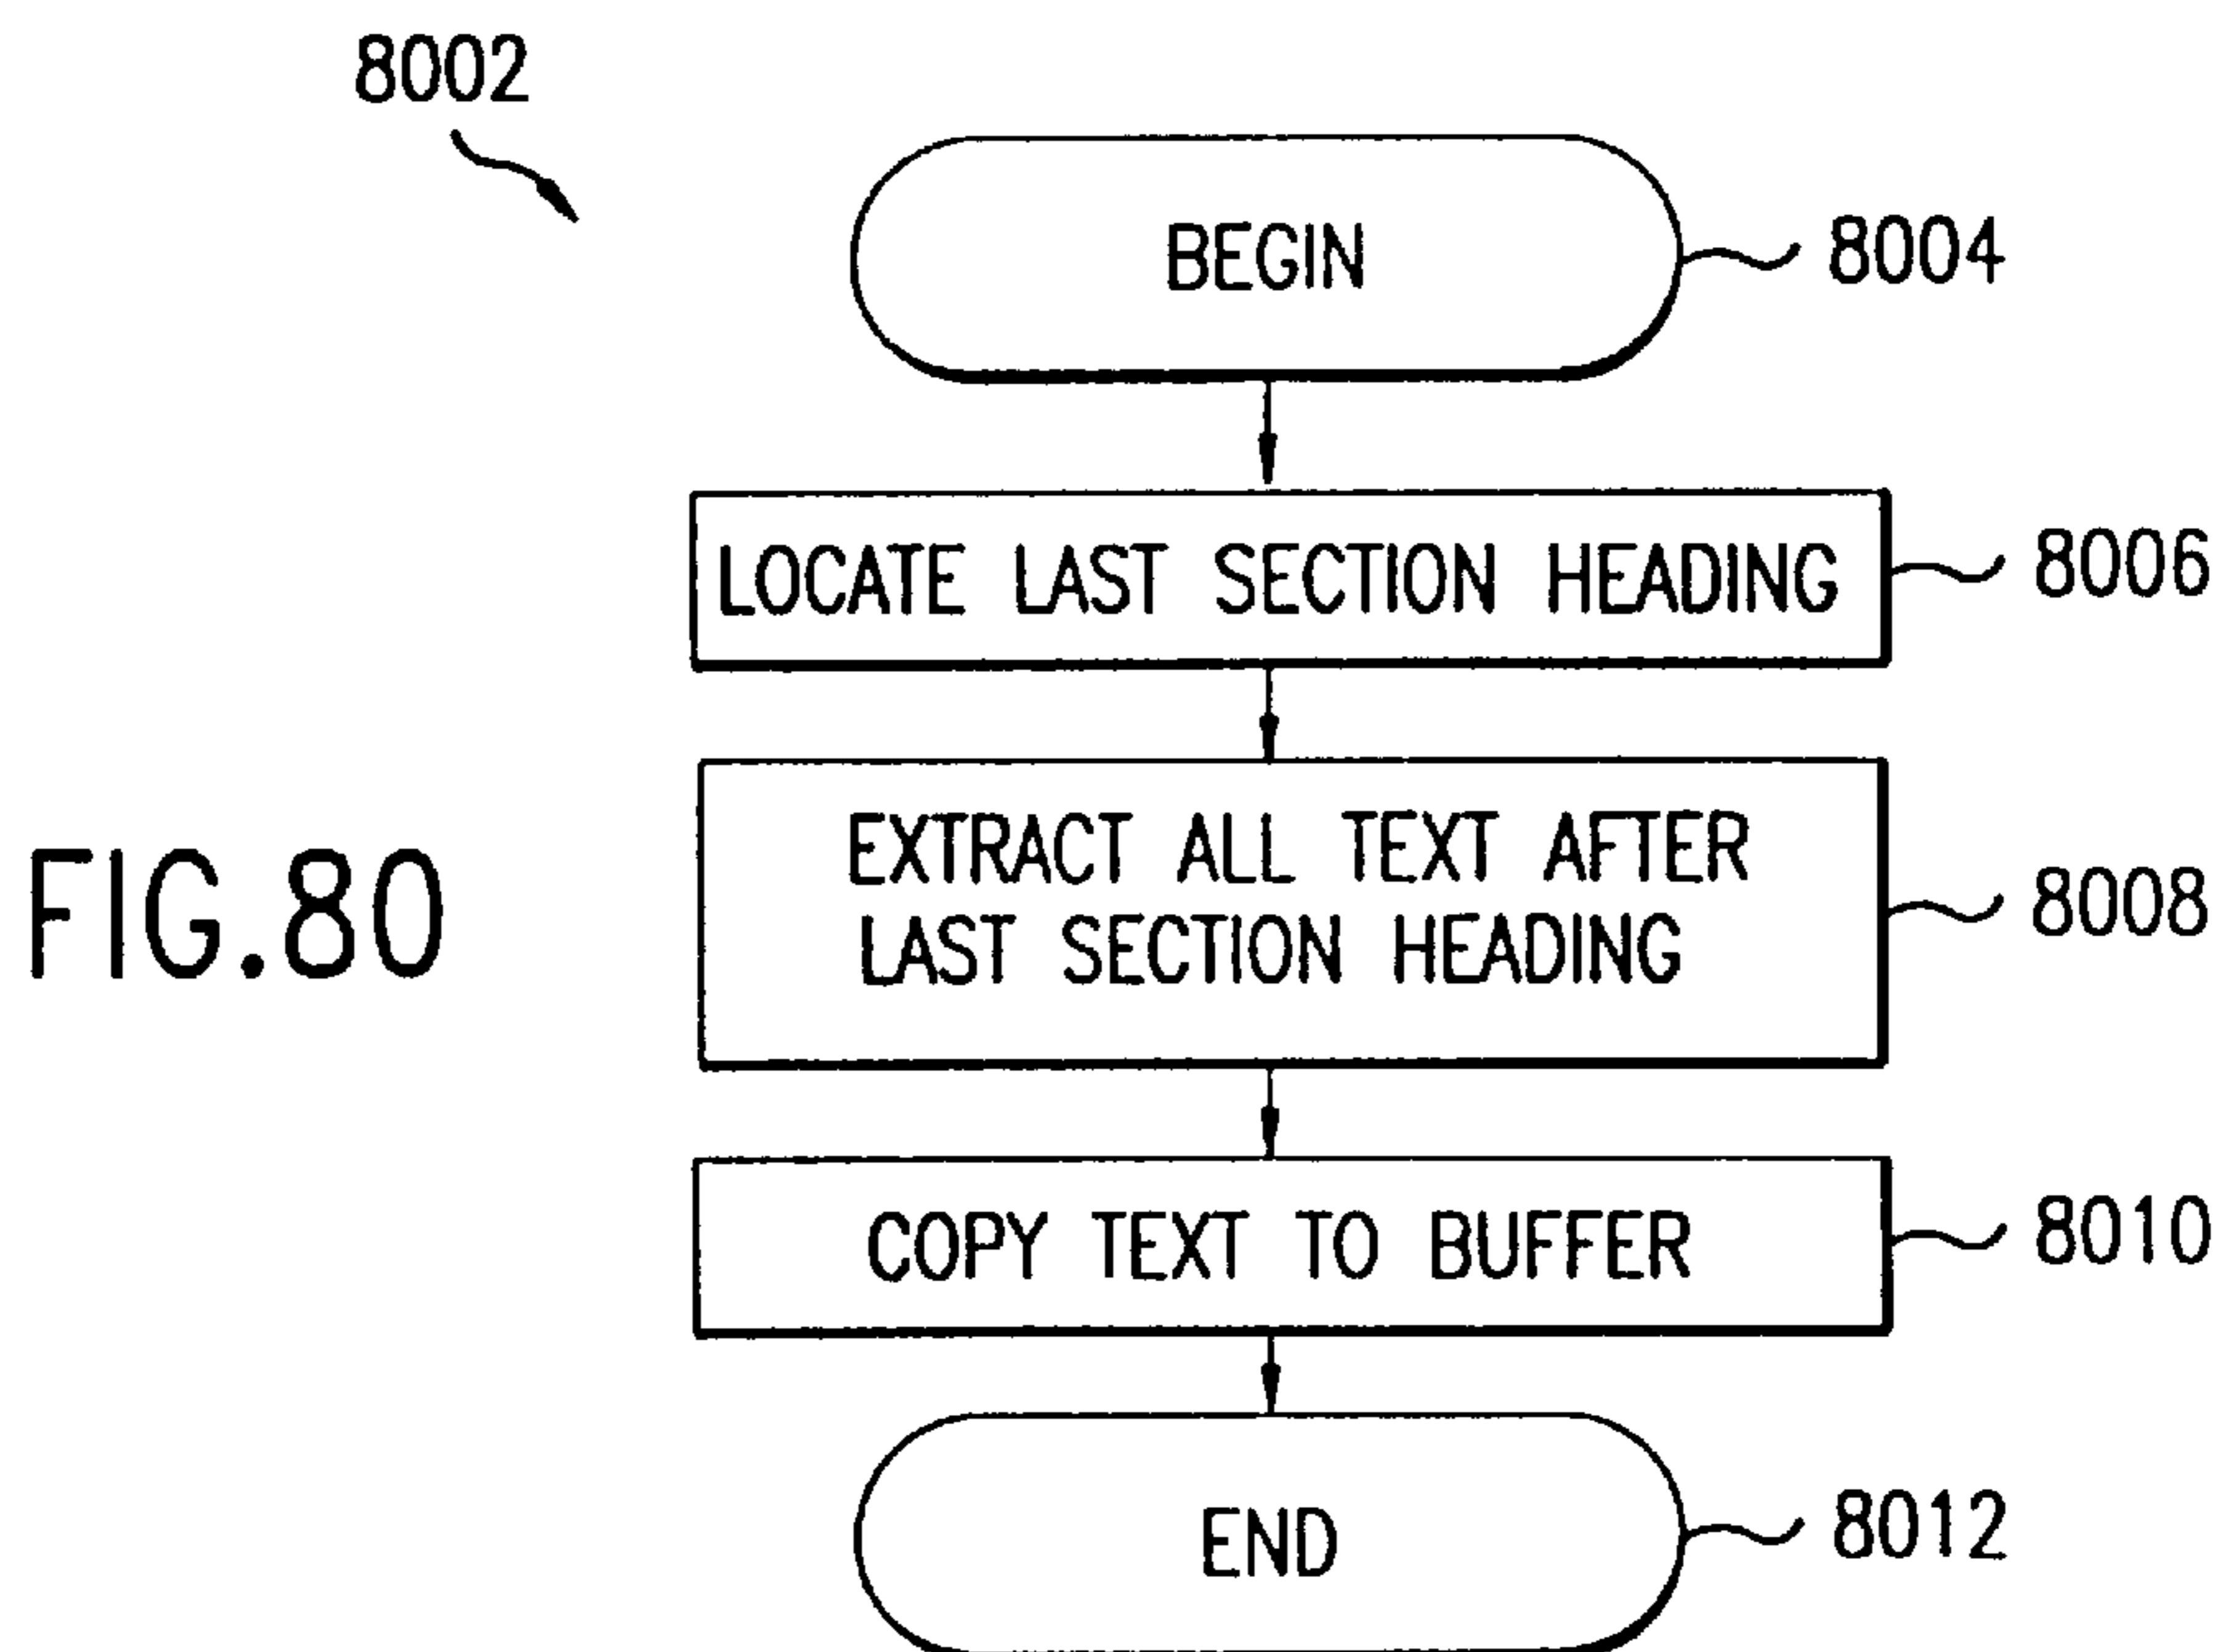 8002
BEGIN
8004
LOCATE LAST SECTION HEADING
8006
EXTRACT ALL TEXT AFTER
LAST SECTION HEADING
8008
FIG.80
COPY TEXT TO BUFFER
8010
END
8012